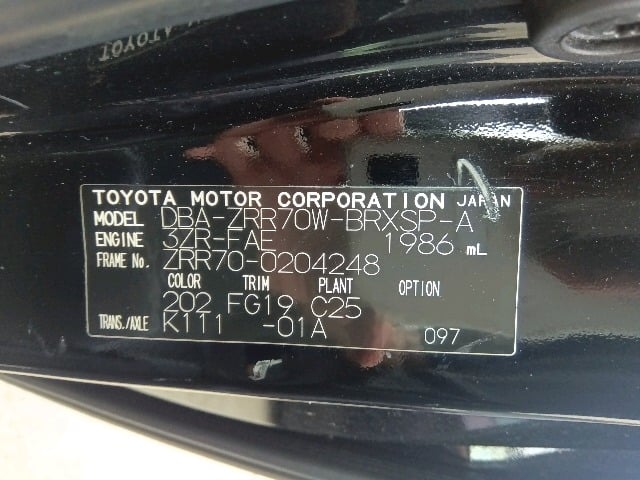 TOYOTA
TOYOTA MOTOR CORPORATION JAPAN
MODEL DBA-ZRR70W-BRXSP-A
ENGINE 3ZR-FAE 1986 mL
FRAME No. ZRR70-0204248
COLOR TRIM PLANT OPTION
202 FG19 C25
TRANS./AXLE K111 -01A 097